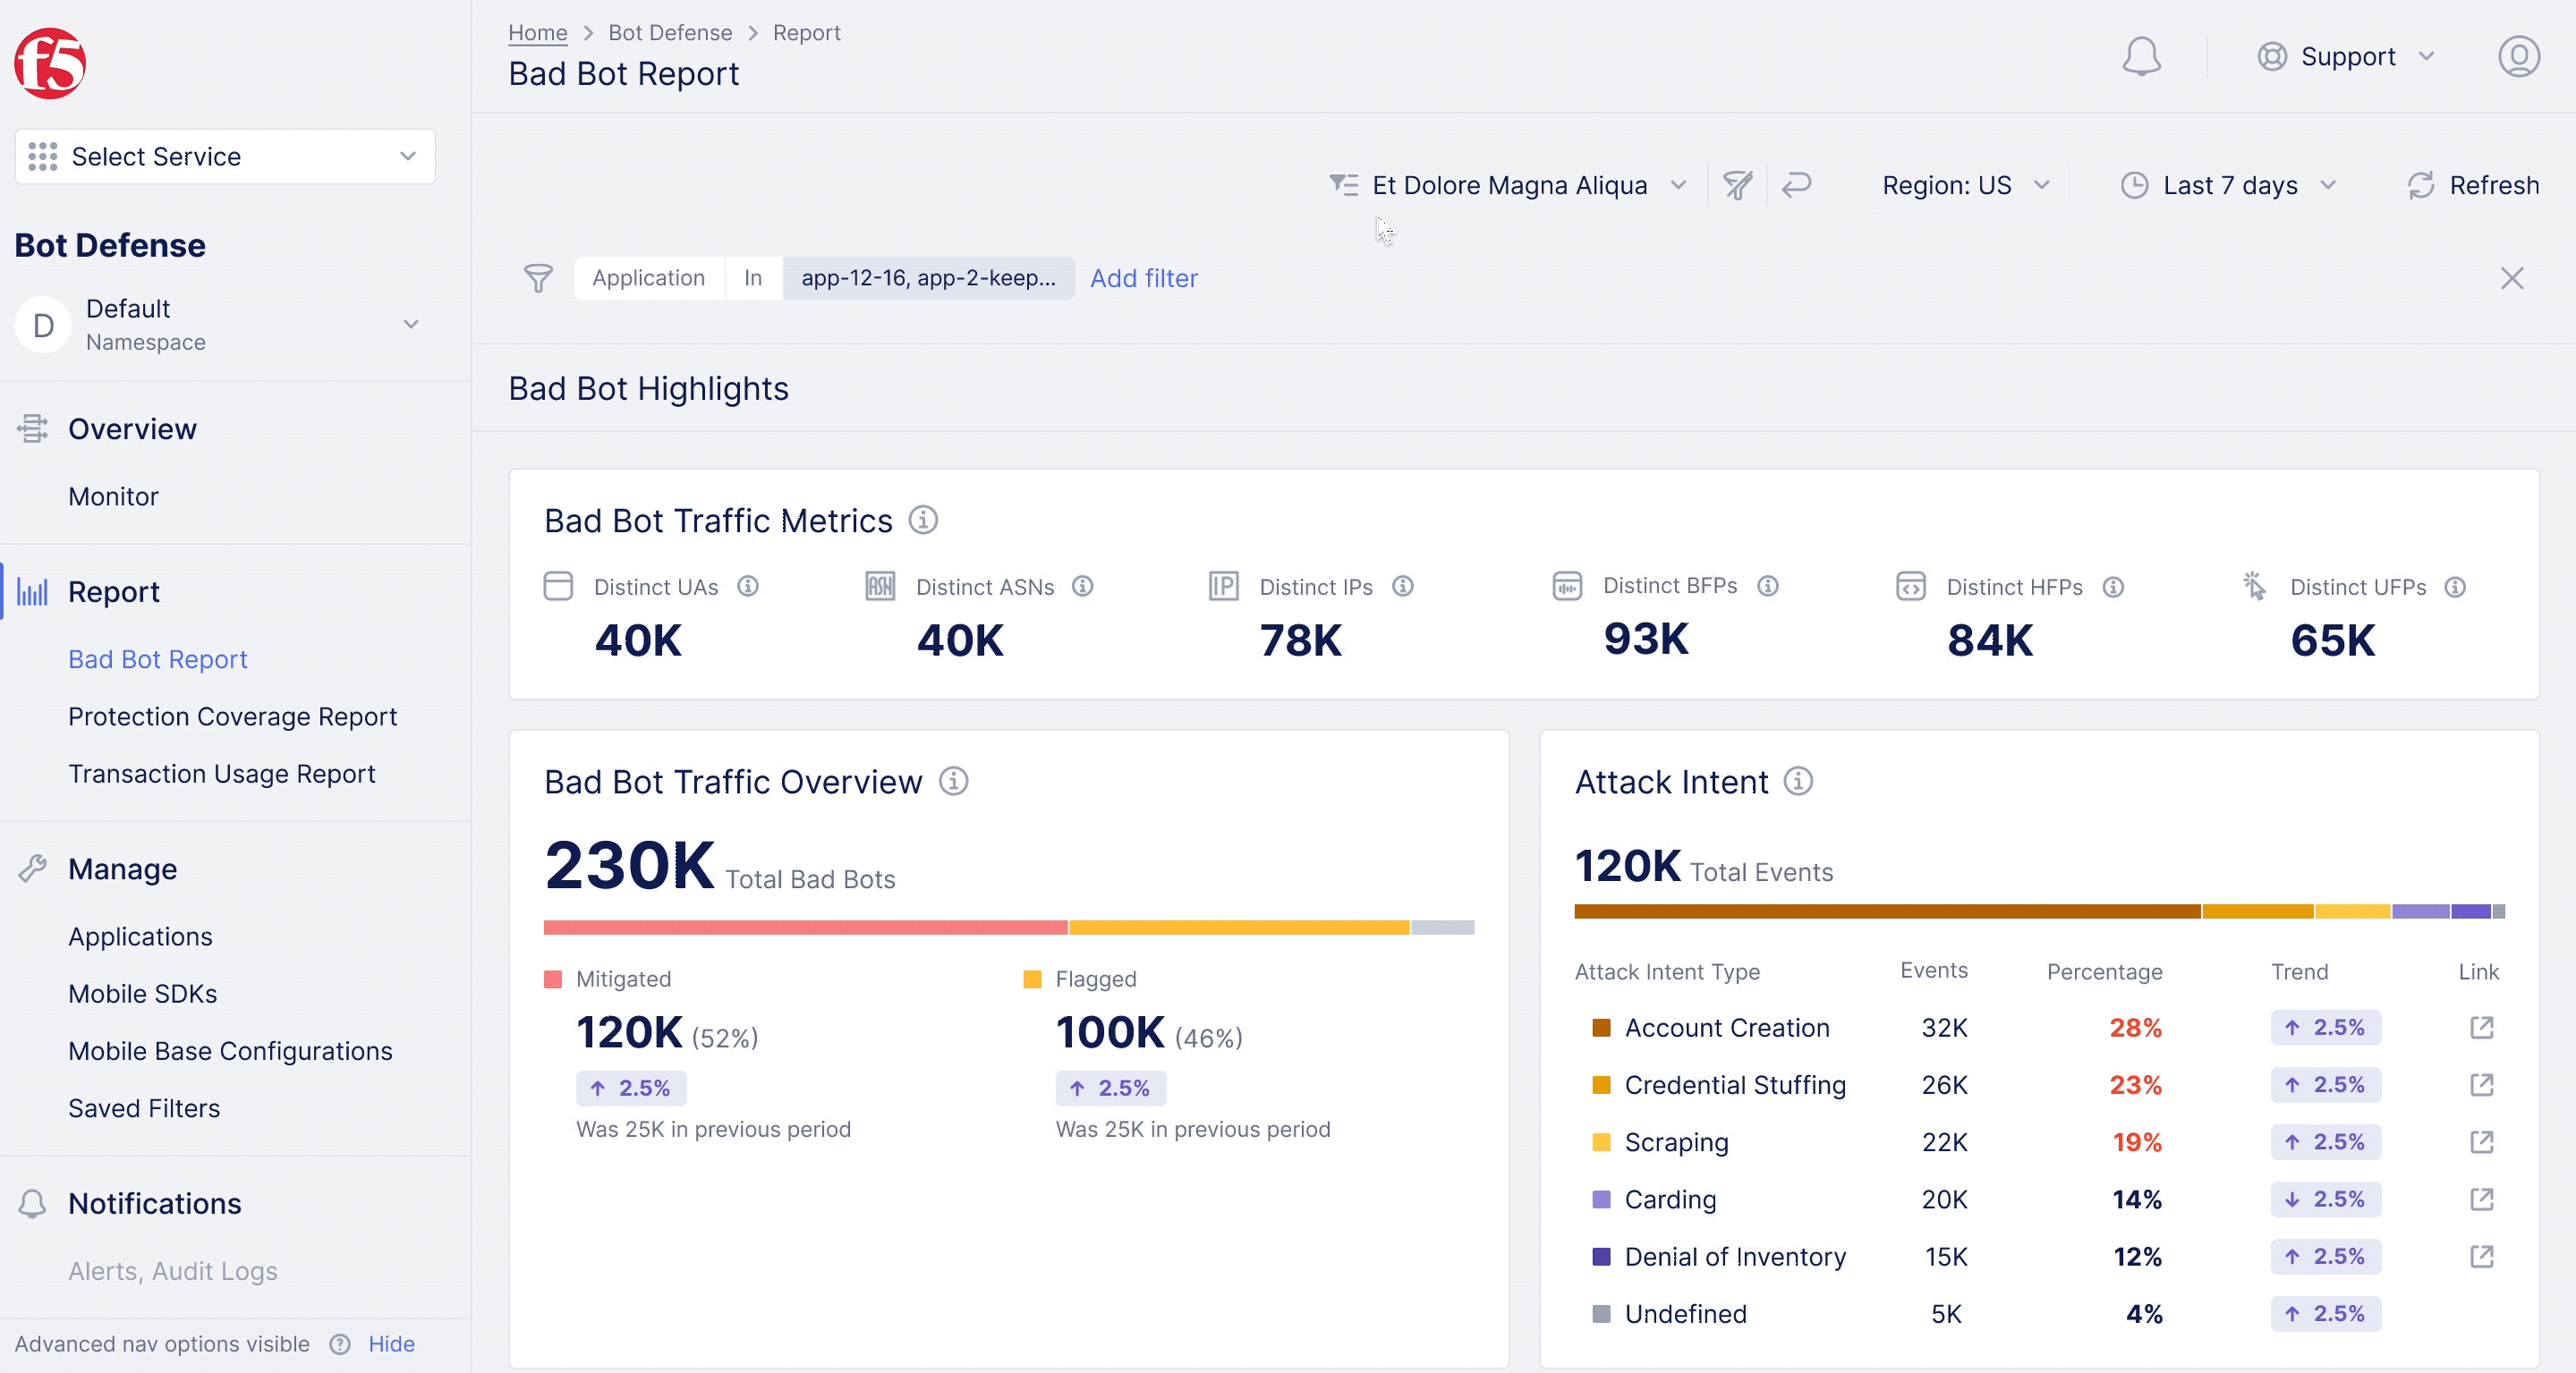 f5
Select Service
Bot Defense
D
Default
Namespace
Overview
Monitor
Report
Bad Bot Report
Protection Coverage Report
Transaction Usage Report
Manage
Applications
Mobile SDKs
Mobile Base Configurations
Saved Filters
Notifications
Alerts, Audit Logs
Advanced nav options visible ? Hide
Home > Bot Defense > Report
Bad Bot Report
Support
Et Dolore Magna Aliqua
Region: US
Last 7 days
Refresh
Application In app-12-16, app-2-keep... Add filter
Bad Bot Highlights
Bad Bot Traffic Metrics
Distinct UAs
40K
ASN Distinct ASNs
40K
IP Distinct IPs
78K
Distinct BFPs
93K
Distinct HFPs
84K
Distinct UFPs
65K
Bad Bot Traffic Overview
230K Total Bad Bots
Mitigated
120K (52%)
↑ 2.5%
Was 25K in previous period
Flagged
100K (46%)
↑ 2.5%
Was 25K in previous period
Attack Intent
120K Total Events
Attack Intent Type Events Percentage Trend Link
Account Creation 32K 28% ↑ 2.5%
Credential Stuffing 26K 23% ↑ 2.5%
Scraping 22K 19% ↑ 2.5%
Carding 20K 14% ↓ 2.5%
Denial of Inventory 15K 12% ↑ 2.5%
Undefined 5K 4% ↑ 2.5%